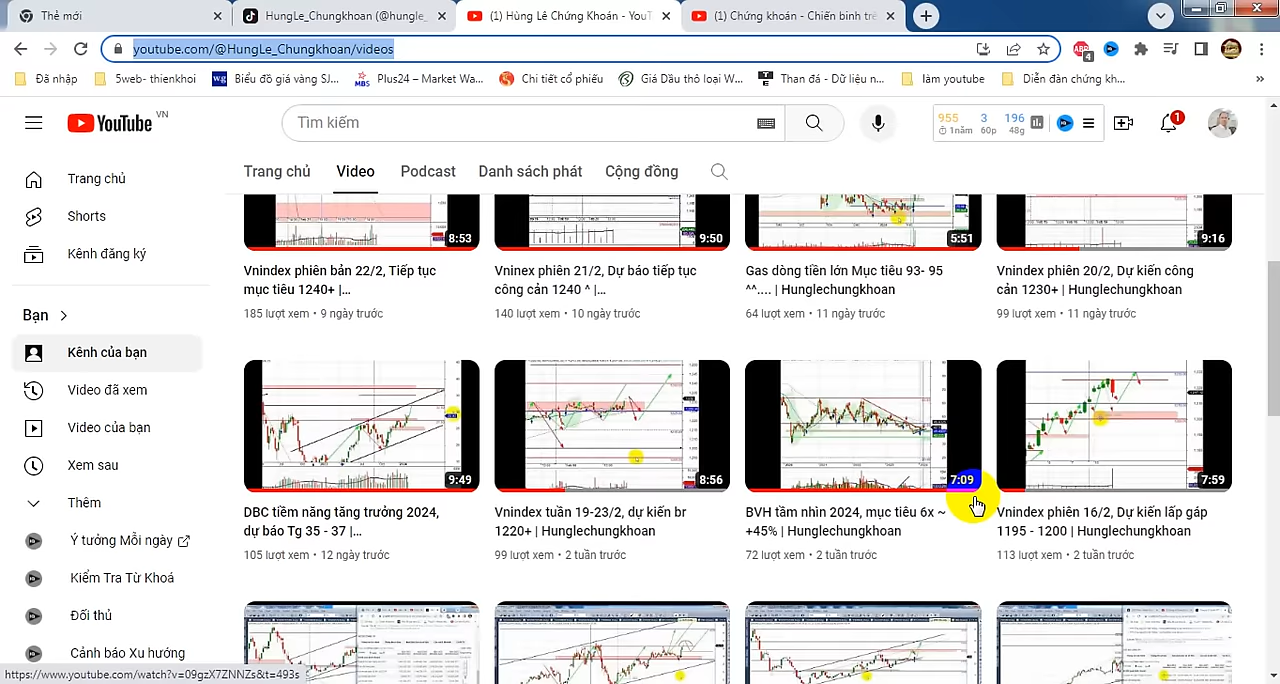 Thẻ mới
HungLe_Chungkhoan (@hungle_
(1) Hùng Lê Chứng Khoán - YouT
(1) Chứng khoán - Chiến binh trê
youtube.com/@HungLe_Chungkhoan/videos
ABP
4
Đã nhập
5web- thienkhoi
wg
Biểu đồ giá vàng SJ...
MBS
Plus24 – Market Wa...
Chi tiết cổ phiếu
Giá Dầu thô loại W...
Than đá - Dữ liệu n...
làm youtube
Diễn đàn chứng kh...
»
YouTube VN
Tìm kiếm
955 3 196
1năm 60p 48g
1
Trang chủ
Video
Podcast
Danh sách phát
Cộng đồng
Trang chủ
Shorts
Kênh đăng ký
Bạn
Kênh của bạn
Video đã xem
Video của bạn
Xem sau
Thêm
Ý tưởng Mỗi ngày
Kiểm Tra Từ Khoá
Đối thủ
Cảnh báo Xu hướng
8:53
9:50
5:51
9:16
Vnindex phiên bản 22/2, Tiếp tục
mục tiêu 1240+ |...
185 lượt xem • 9 ngày trước
Vninex phiên 21/2, Dự báo tiếp tục
công cản 1240 ^ |...
140 lượt xem • 10 ngày trước
Gas dòng tiền lớn Mục tiêu 93- 95
^^.... | Hunglechungkhoan
64 lượt xem • 11 ngày trước
Vnindex phiên 20/2, Dự kiến công
cản 1230+ | Hunglechungkhoan
99 lượt xem • 11 ngày trước
9:49
8:56
7:09
7:59
DBC tiềm năng tăng trưởng 2024,
dự báo Tg 35 - 37 |...
105 lượt xem • 12 ngày trước
Vnindex tuần 19-23/2, dự kiến br
1220+ | Hunglechungkhoan
99 lượt xem • 2 tuần trước
BVH tầm nhìn 2024, mục tiêu 6x ~
+45% | Hunglechungkhoan
72 lượt xem • 2 tuần trước
Vnindex phiên 16/2, Dự kiến lấp gáp
1195 - 1200 | Hunglechungkhoan
113 lượt xem • 2 tuần trước